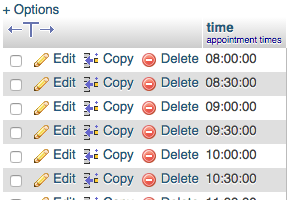 + Options
time
appointment times
Edit Copy Delete 08:00:00
Edit Copy Delete 08:30:00
Edit Copy Delete 09:00:00
Edit Copy Delete 09:30:00
Edit Copy Delete 10:00:00
Edit Copy Delete 10:30:00